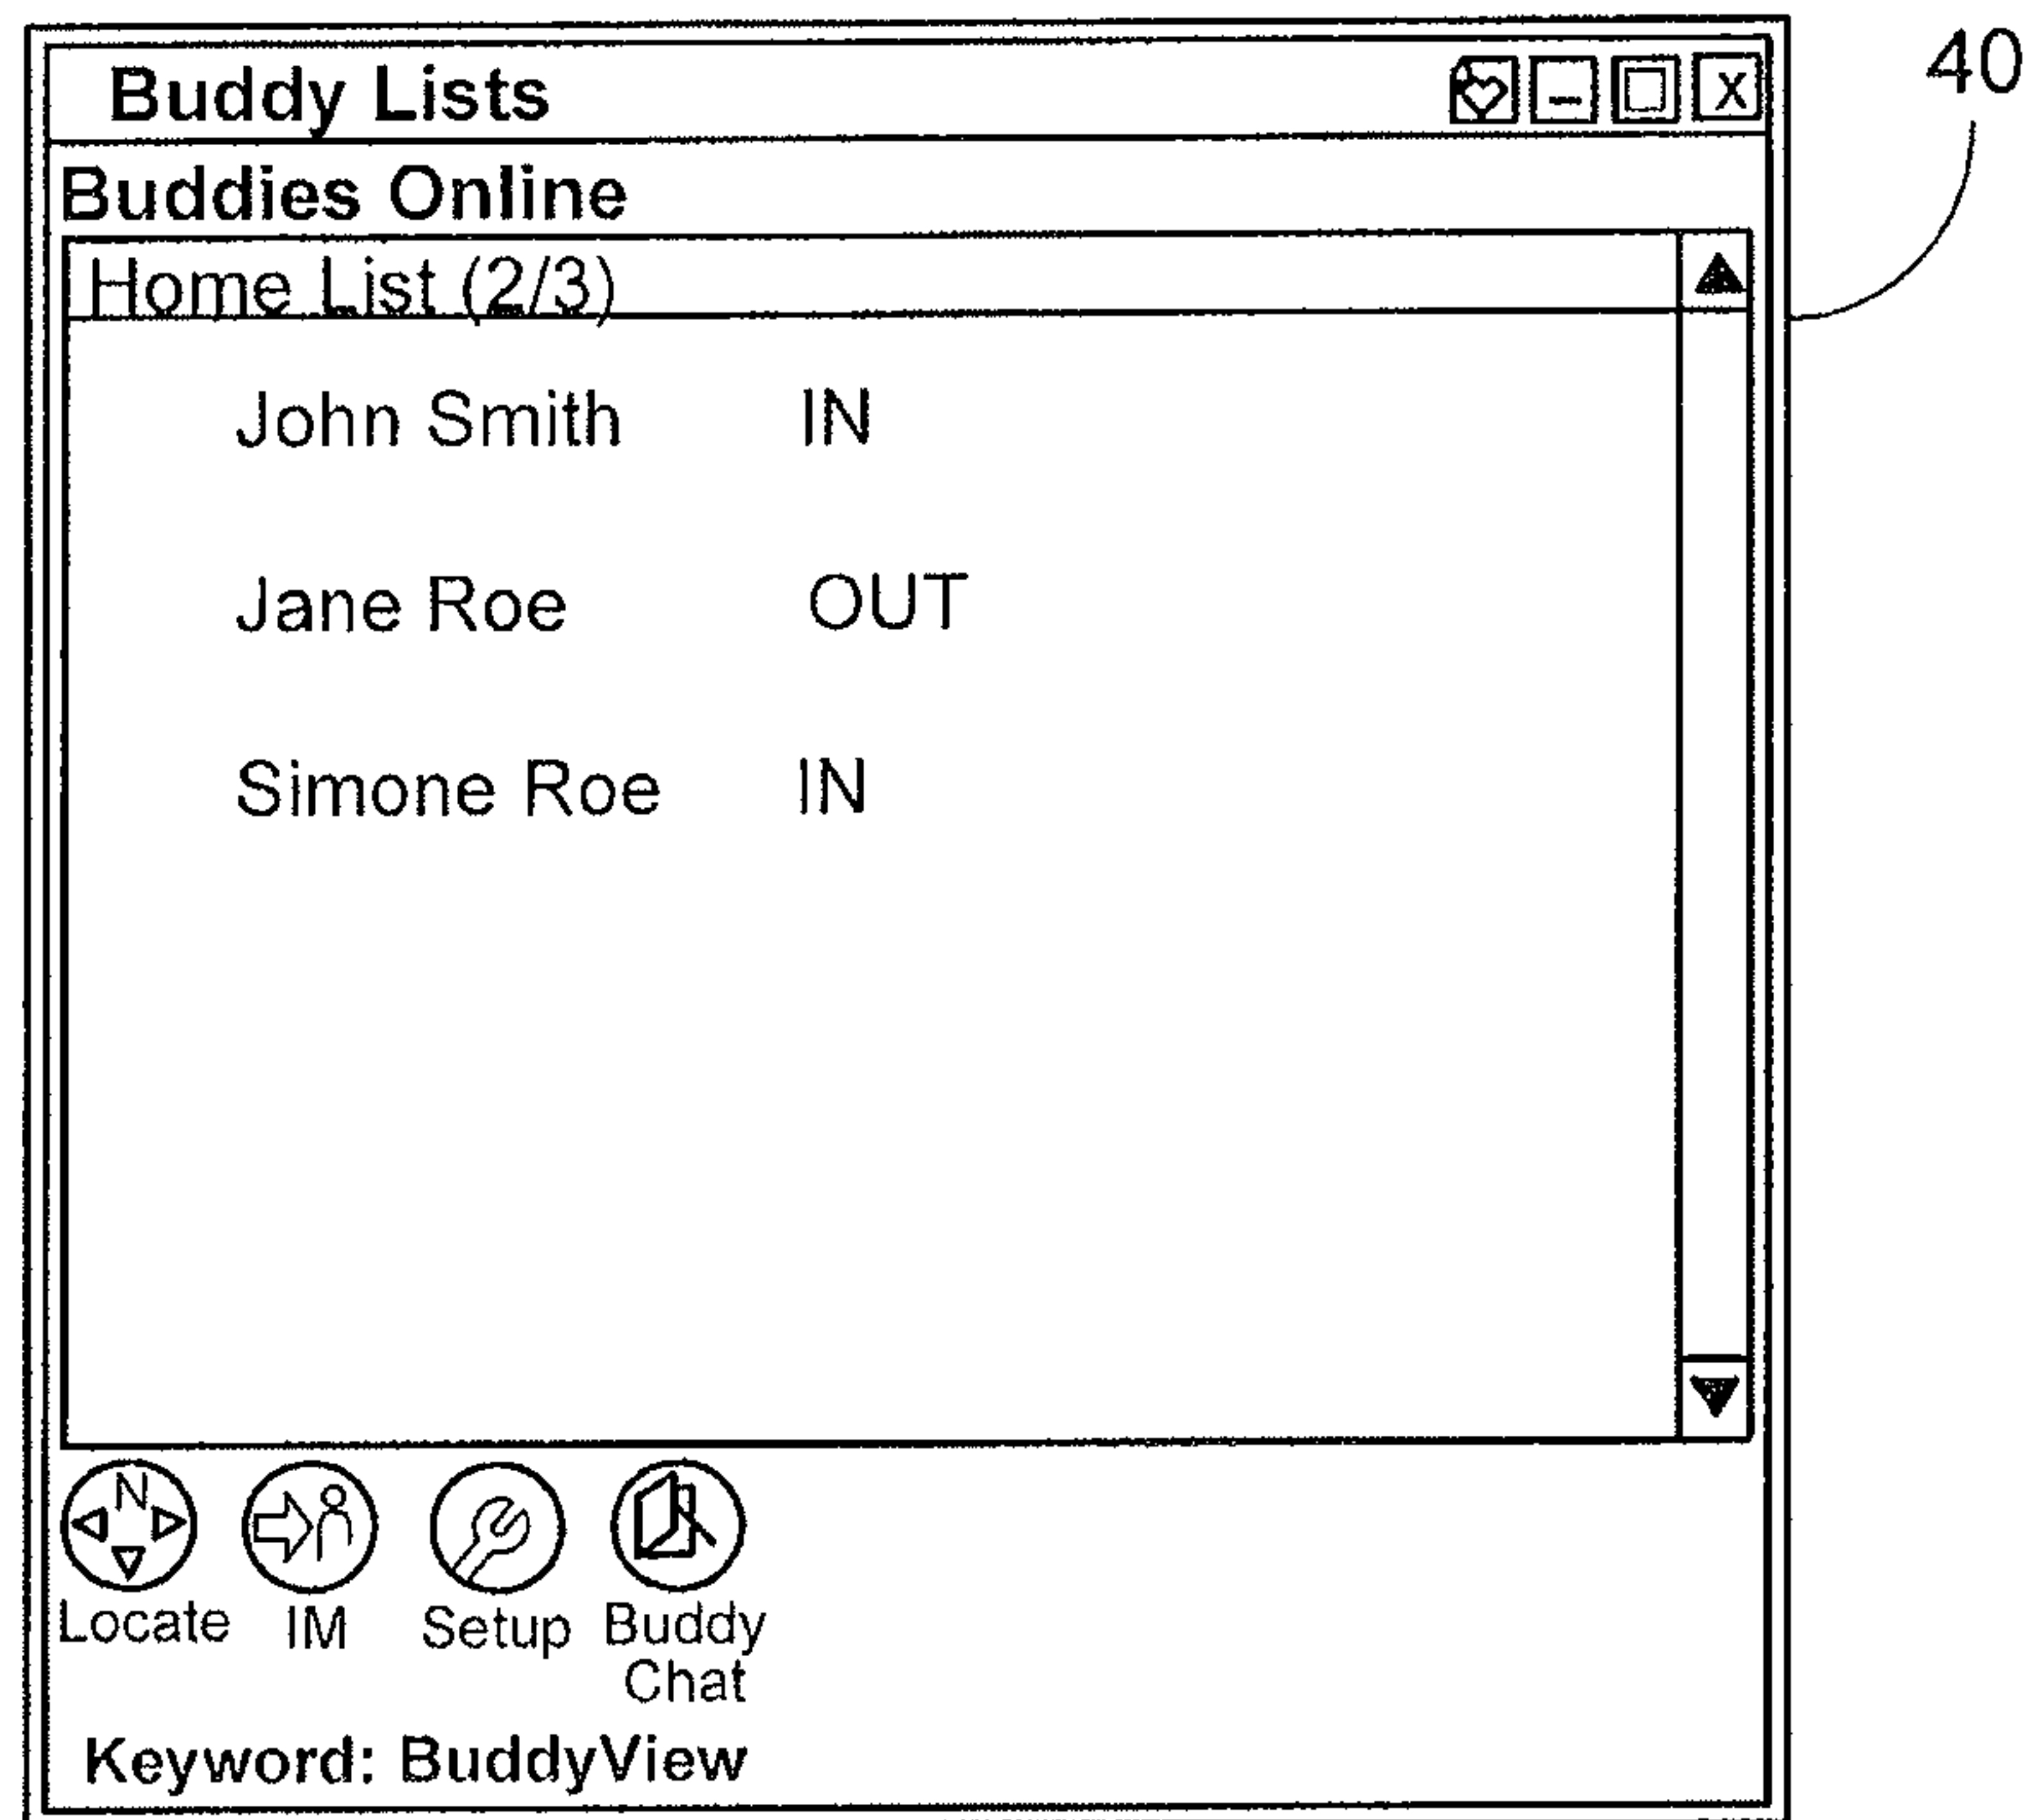 40
Buddy Lists
Buddies Online
Home List (2/3)
John Smith IN
Jane Roe OUT
Simone Roe IN
N
Locate IM Setup Buddy
Chat
Keyword: BuddyView